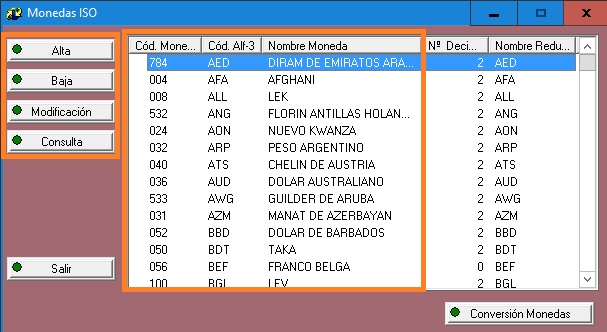 Monedas ISO
Alta
Baja
Modificación
Consulta
Salir
Cód. Mone... Cód. Alf-3 Nombre Moneda Nº Deci... Nombre Redu...
784 AED DIRAM DE EMIRATOS ARA... 2 AED
004 AFA AFGHANI 2 AFA
008 ALL LEK 2 ALL
532 ANG FLORIN ANTILLAS HOLAN... 2 ANG
024 AON NUEVO KWANZA 2 AON
032 ARP PESO ARGENTINO 2 ARP
040 ATS CHELIN DE AUSTRIA 2 ATS
036 AUD DOLAR AUSTRALIANO 2 AUD
533 AWG GUILDER DE ARUBA 2 AWG
031 AZM MANAT DE AZERBAYAN 2 AZM
052 BBD DOLAR DE BARBADOS 2 BBD
050 BDT TAKA 2 BDT
056 BEF FRANCO BELGA 0 BEF
100 BGL LEV 2 BGL
Conversión Monedas